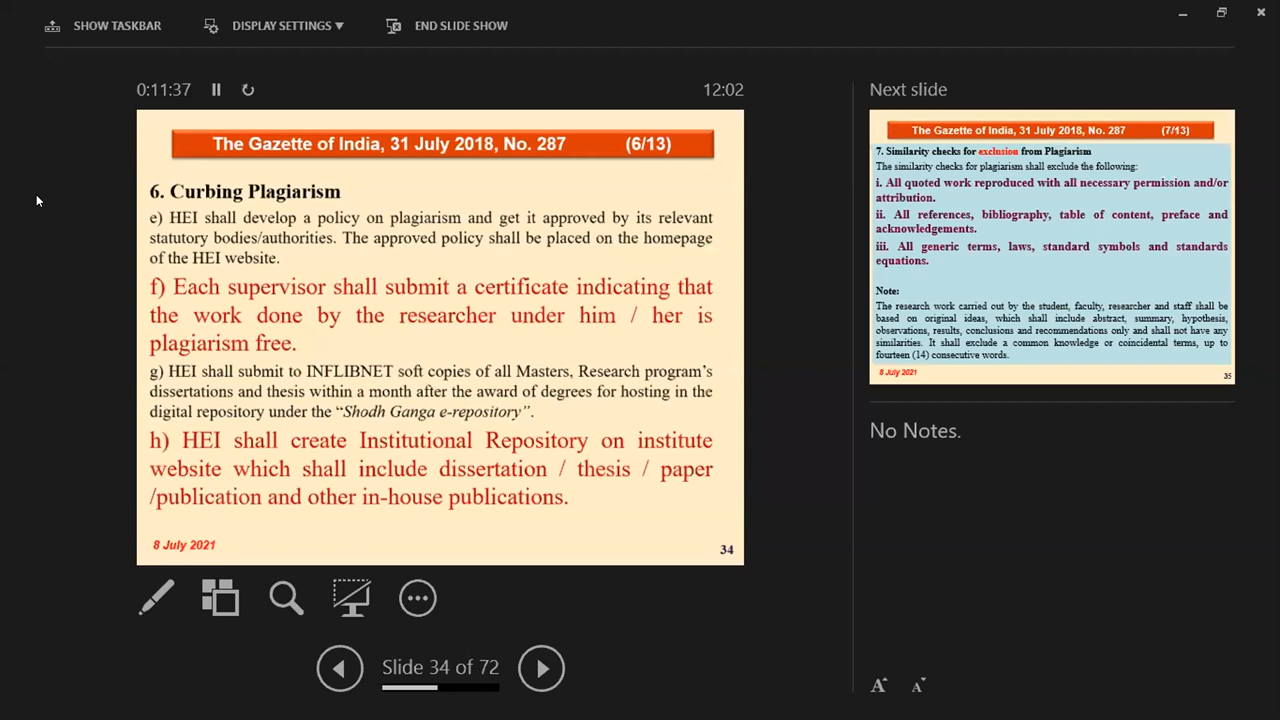 SHOW TASKBAR DISPLAY SETTINGS ▼ END SLIDE SHOW
0:11:37 12:02
The Gazette of India, 31 July 2018, No. 287 (6/13)
6. Curbing Plagiarism
e) HEI shall develop a policy on plagiarism and get it approved by its relevant
statutory bodies/authorities. The approved policy shall be placed on the homepage
of the HEI website.
f) Each supervisor shall submit a certificate indicating that
the work done by the researcher under him / her is
plagiarism free.
g) HEI shall submit to INFLIBNET soft copies of all Masters, Research program’s
dissertations and thesis within a month after the award of degrees for hosting in the
digital repository under the “Shodh Ganga e-repository”.
h) HEI shall create Institutional Repository on institute
website which shall include dissertation / thesis / paper
/publication and other in-house publications.
8 July 2021 34
Slide 34 of 72
Next slide
The Gazette of India, 31 July 2018, No. 287 (7/13)
7. Similarity checks for exclusion from Plagiarism
The similarity checks for plagiarism shall exclude the following:
i. All quoted work reproduced with all necessary permission and/or
attribution.
ii. All references, bibliography, table of content, preface and
acknowledgements.
iii. All generic terms, laws, standard symbols and standards
equations.
Note:
The research work carried out by the student, faculty, researcher and staff shall be
based on original ideas, which shall include abstract, summary, hypothesis,
observations, results, conclusions and recommendations only and shall not have any
similarities. It shall exclude a common knowledge or coincidental terms, up to
fourteen (14) consecutive words.
8 July 2021 35
No Notes.
A A